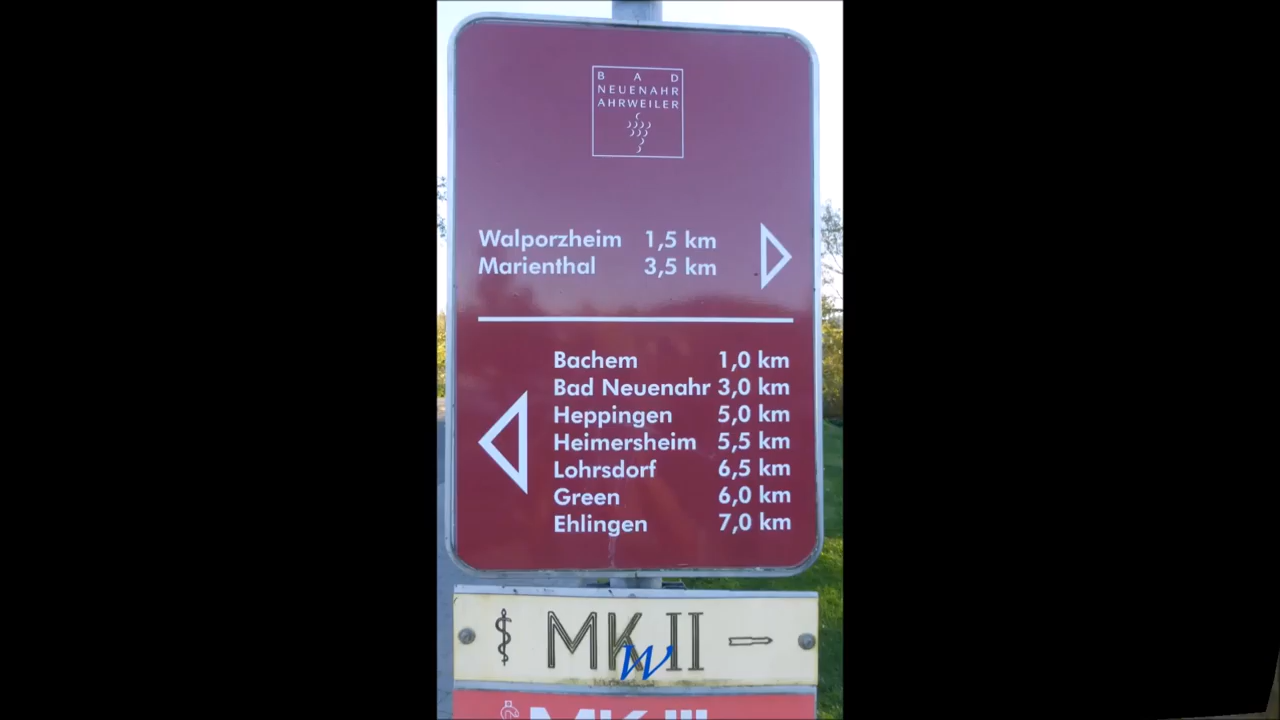 BAD
NEUENAHR
AHRWEILER
Walporzheim 1,5 km
Marienthal 3,5 km
Bachem 1,0 km
Bad Neuenahr 3,0 km
Heppingen 5,0 km
Heimersheim 5,5 km
Lohrsdorf 6,5 km
Green 6,0 km
Ehlingen 7,0 km
MK II
W
MK III